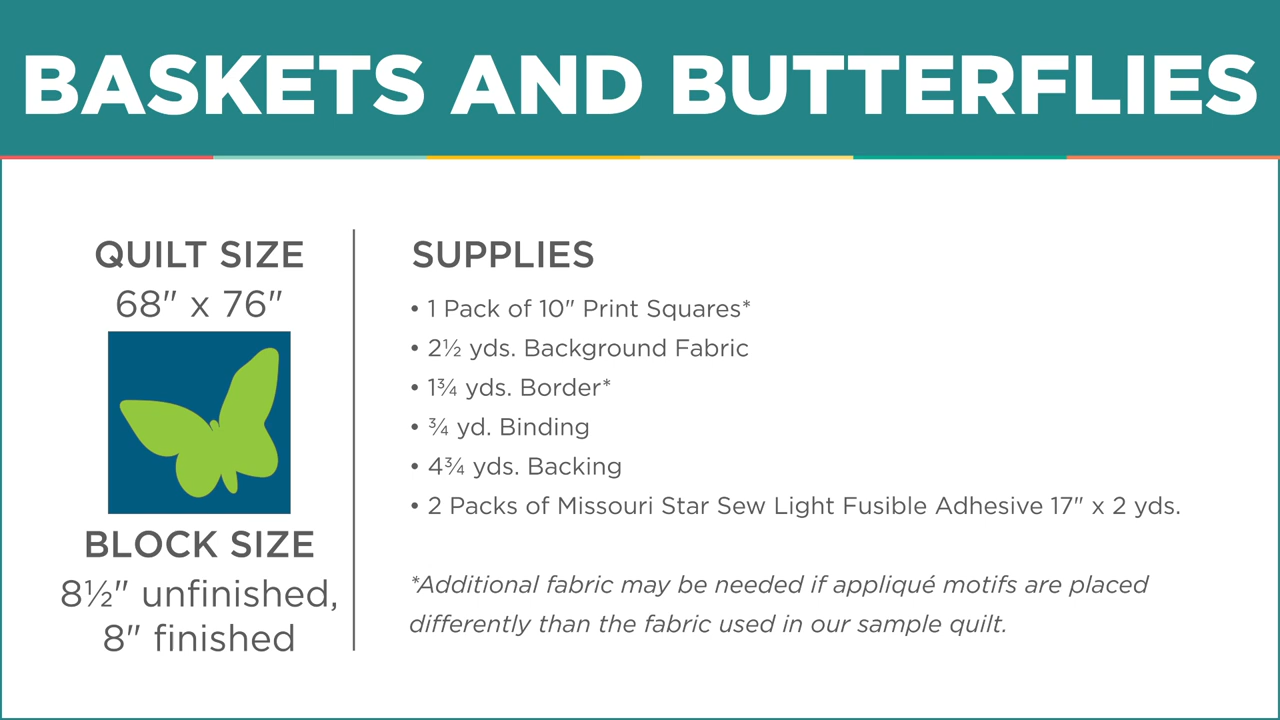 BASKETS AND BUTTERFLIES
QUILT SIZE
68" x 76"
BLOCK SIZE
8½" unfinished,
8" finished
SUPPLIES
• 1 Pack of 10" Print Squares*
• 2½ yds. Background Fabric
• 1¾ yds. Border*
• ¾ yd. Binding
• 4¾ yds. Backing
• 2 Packs of Missouri Star Sew Light Fusible Adhesive 17" x 2 yds.
*Additional fabric may be needed if appliqué motifs are placed
differently than the fabric used in our sample quilt.